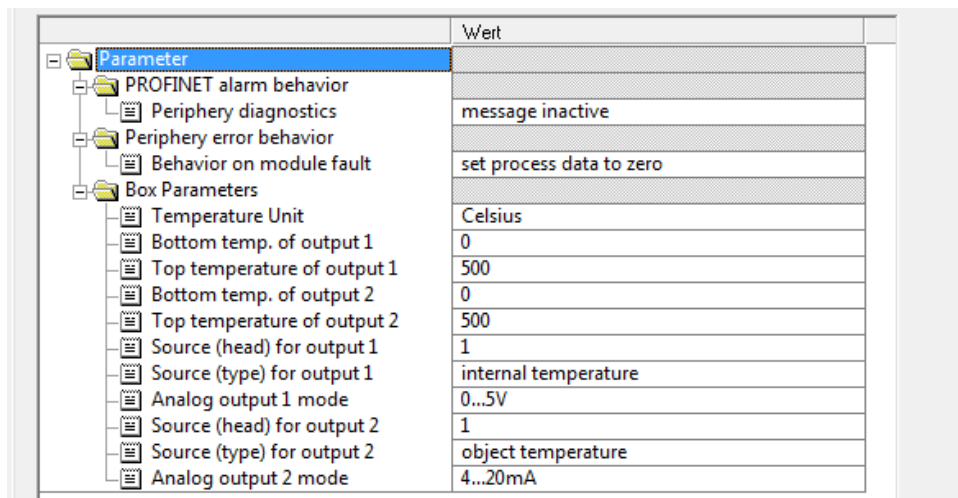 Wert
Parameter
PROFINET alarm behavior
Periphery diagnostics message inactive
Periphery error behavior
Behavior on module fault set process data to zero
Box Parameters
Temperature Unit Celsius
Bottom temp. of output 1 0
Top temperature of output 1 500
Bottom temp. of output 2 0
Top temperature of output 2 500
Source (head) for output 1 1
Source (type) for output 1 internal temperature
Analog output 1 mode 0...5V
Source (head) for output 2 1
Source (type) for output 2 object temperature
Analog output 2 mode 4...20mA